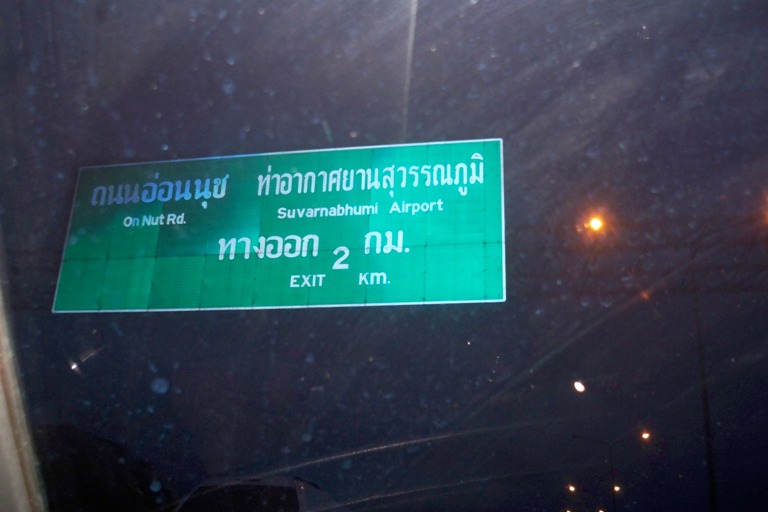 ถนนอ่อนนุช ท่าอากาศยานสุวรรณภูมิ
On Nut Rd. Suvarnabhumi Airport
ทางออก 2 กม.
EXIT Km.